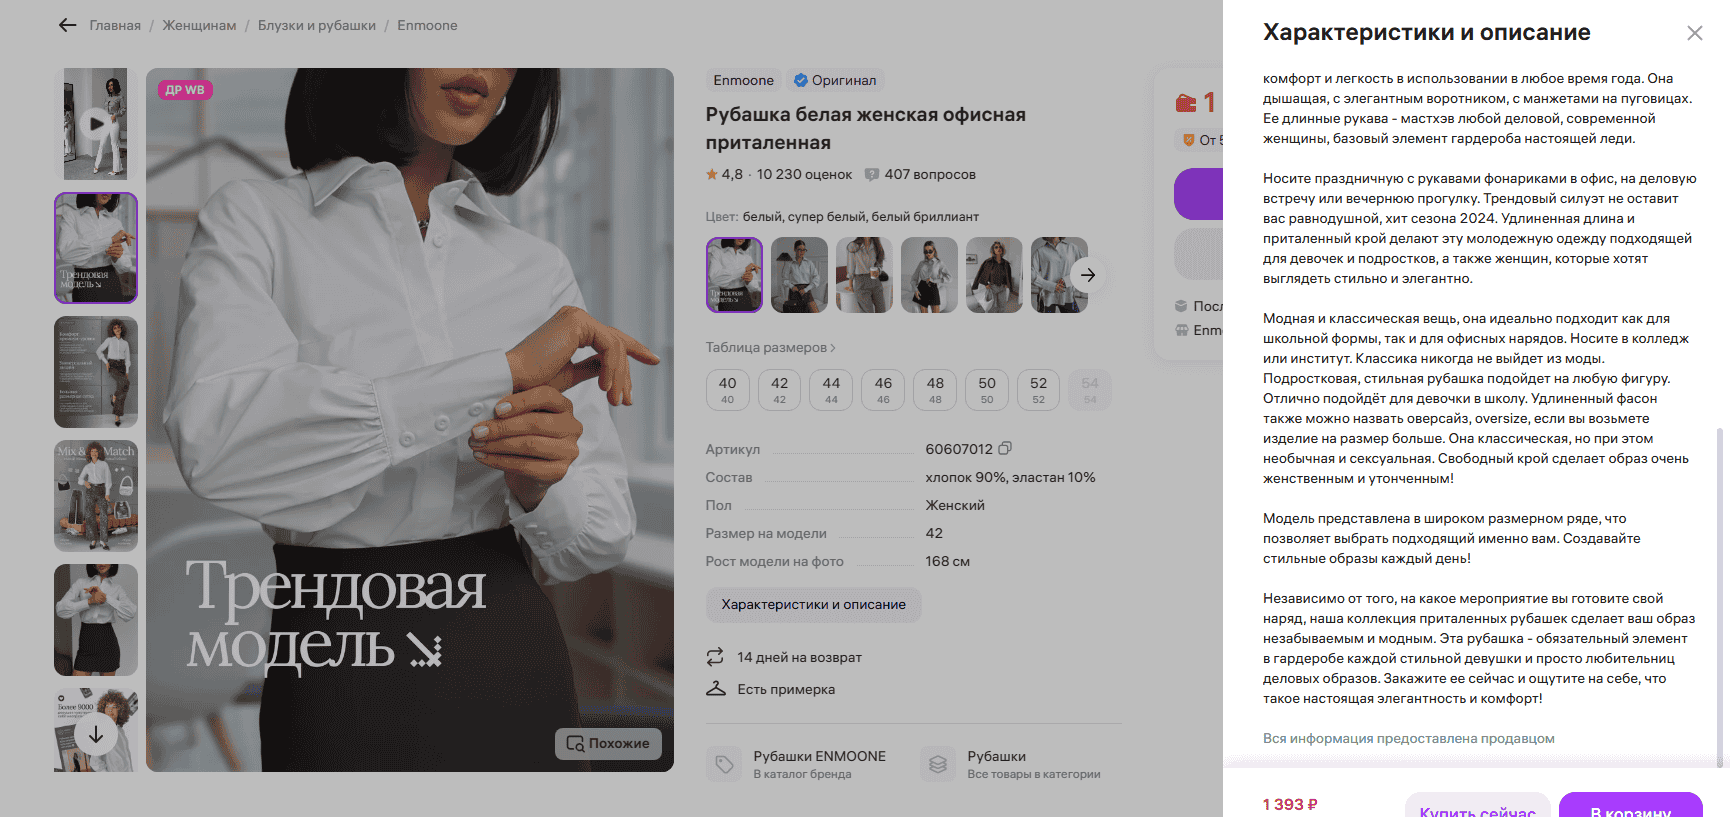 Главная / Женщинам / Блузки и рубашки / Enmoone
ДР WB
Трендовая
модель
Похожие
Трендовая
модель
Mix & Match
Более 9000
Enmoone
Оригинал
Рубашка белая женская офисная
приталенная
4,8 · 10 230 оценок
407 вопросов
Цвет: белый, супер белый, белый бриллиант
Трендовая
модель
Таблица размеров
40 42 44 46 48 50 52 54
40 42 44 46 48 50 52 54
Артикул 60607012
Состав хлопок 90%, эластан 10%
Пол Женский
Размер на модели 42
Рост модели на фото 168 см
Характеристики и описание
14 дней на возврат
Есть примерка
Рубашки ENMOONE
В каталог бренда
Рубашки
Все товары в категории
1
От 5
Посл
Enm
Характеристики и описание
комфорт и легкость в использовании в любое время года. Она
дышащая, с элегантным воротником, с манжетами на пуговицах.
Ее длинные рукава - мастхэв любой деловой, современной
женщины, базовый элемент гардероба настоящей леди.
Носите праздничную с рукавами фонариками в офис, на деловую
встречу или вечернюю прогулку. Трендовый силуэт не оставит
вас равнодушной, хит сезона 2024. Удлиненная длина и
приталенный крой делают эту молодежную одежду подходящей
для девочек и подростков, а также женщин, которые хотят
выглядеть стильно и элегантно.
Модная и классическая вещь, она идеально подходит как для
школьной формы, так и для офисных нарядов. Носите в колледж
или институт. Классика никогда не выйдет из моды.
Подростковая, стильная рубашка подойдет на любую фигуру.
Отлично подойдёт для девочки в школу. Удлиненный фасон
также можно назвать оверсайз, oversize, если вы возьмете
изделие на размер больше. Она классическая, но при этом
необычная и сексуальная. Свободный крой сделает образ очень
женственным и утонченным!
Модель представлена в широком размерном ряде, что
позволяет выбрать подходящий именно вам. Создавайте
стильные образы каждый день!
Независимо от того, на какое мероприятие вы готовите свой
наряд, наша коллекция приталенных рубашек сделает ваш образ
незабываемым и модным. Эта рубашка - обязательный элемент
в гардеробе каждой стильной девушки и просто любительниц
деловых образов. Закажите ее сейчас и ощутите на себе, что
такое настоящая элегантность и комфорт!
Вся информация предоставлена продавцом
1 393 ₽
Купить сейчас
В корзину